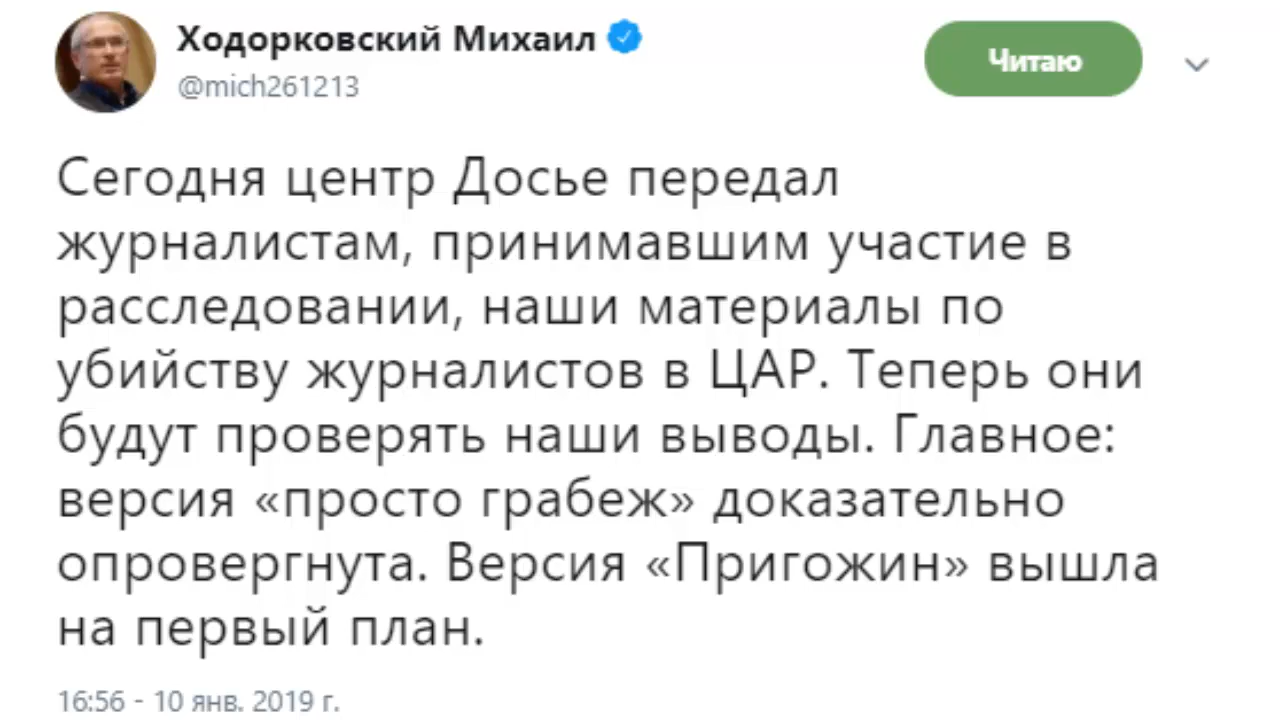 Ходорковский Михаил
@mich261213
Читаю
Сегодня центр Досье передал
журналистам, принимавшим участие в
расследовании, наши материалы по
убийству журналистов в ЦАР. Теперь они
будут проверять наши выводы. Главное:
версия «просто грабеж» доказательно
опровергнута. Версия «Пригожин» вышла
на первый план.
16:56 - 10 янв. 2019 г.